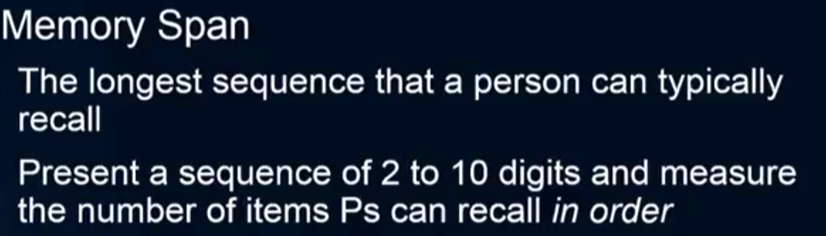 Memory Span
The longest sequence that a person can typically
recall
Present a sequence of 2 to 10 digits and measure
the number of items Ps can recall in order